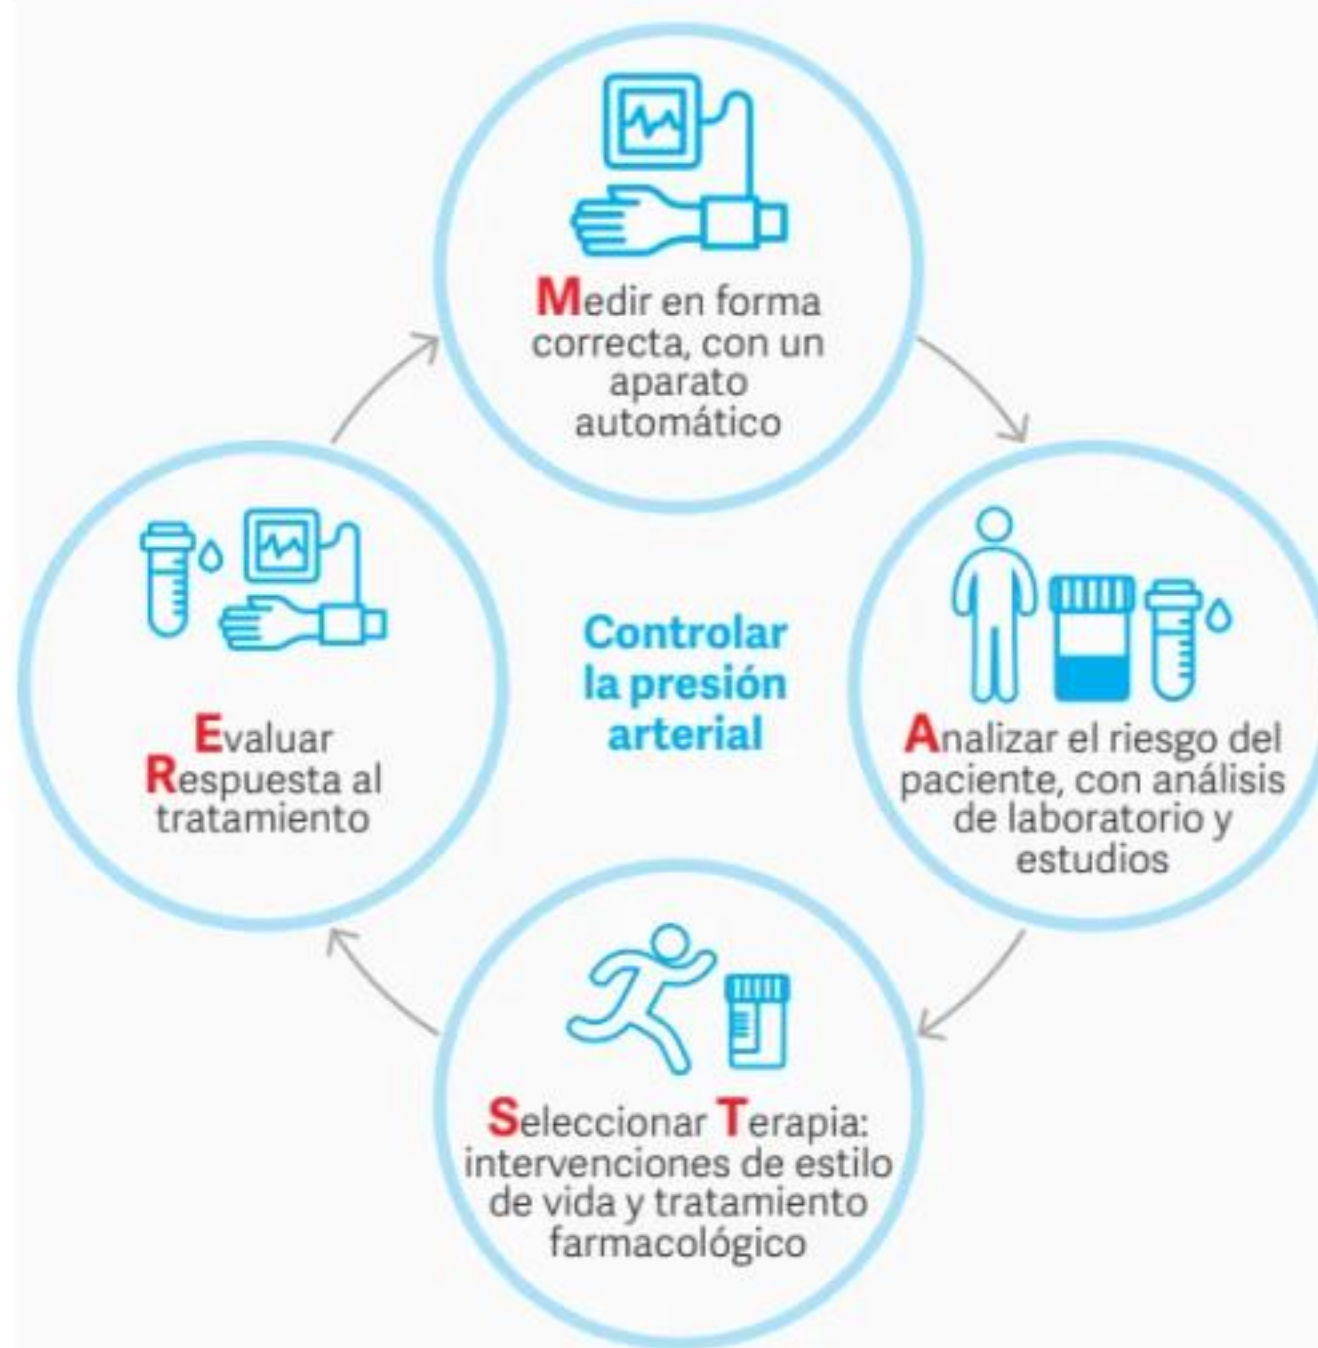 Medir en forma
correcta, con un
aparato
automático
Analizar el riesgo del
paciente, con análisis
de laboratorio y
estudios
Seleccionar Terapia:
intervenciones de estilo
de vida y tratamiento
farmacológico
Evaluar
Respuesta al
tratamiento
Controlar
la presión
arterial